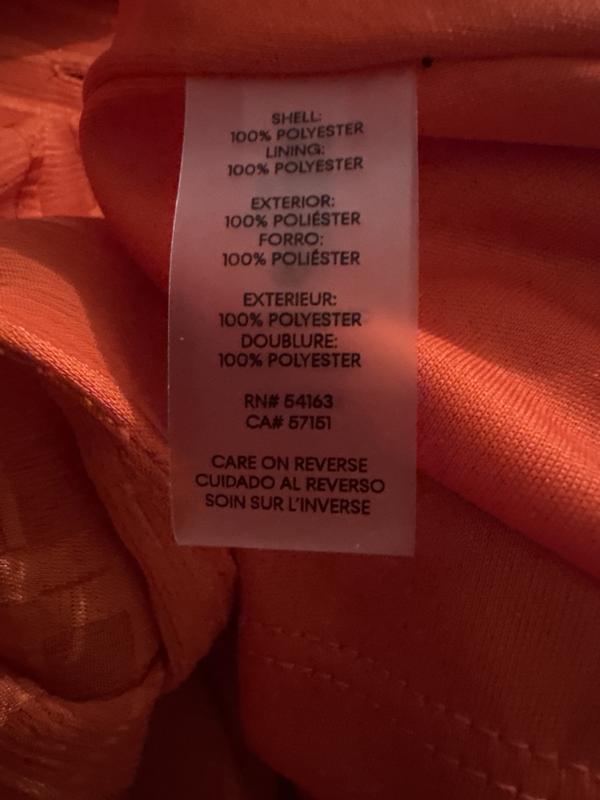 SHELL:
100% POLYESTER
LINING:
100% POLYESTER
EXTERIOR:
100% POLIÉSTER
FORRO:
100% POLIÉSTER
EXTERIEUR:
100% POLYESTER
DOUBLURE:
100% POLYESTER
RN# 54163
CA# 57151
CARE ON REVERSE
CUIDADO AL REVERSO
SOIN SUR L'INVERSE